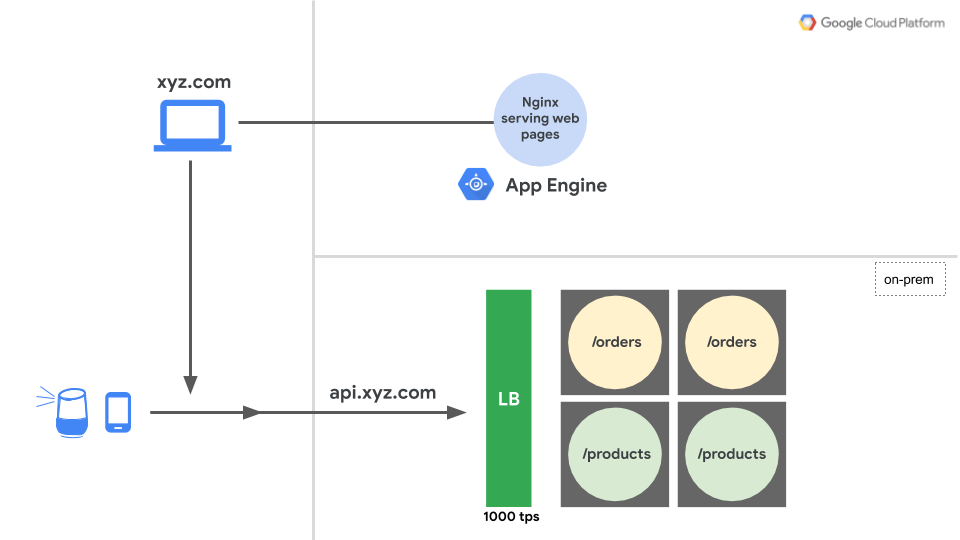 Google Cloud Platform
xyz.com
Nginx
serving web
pages
App Engine
on-prem
api.xyz.com
LB
/orders
/orders
/products
/products
1000 tps